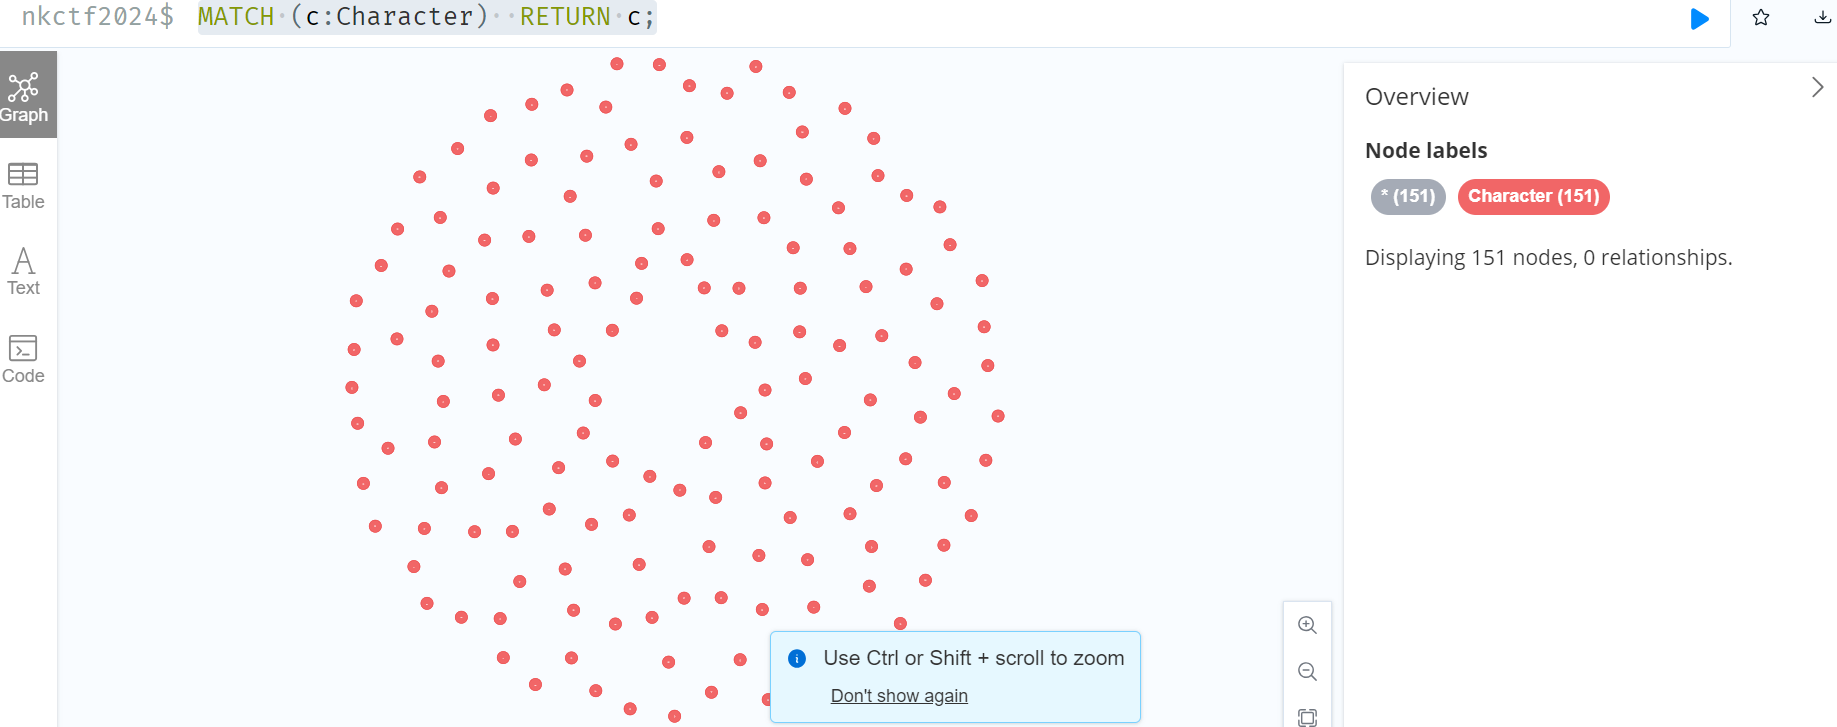 nkctf2024$ MATCH (c:Character)  RETURN c;
Graph
Table
Text
Code
Overview
Node labels
* (151) Character (151)
Displaying 151 nodes, 0 relationships.
Use Ctrl or Shift + scroll to zoom
Don't show again